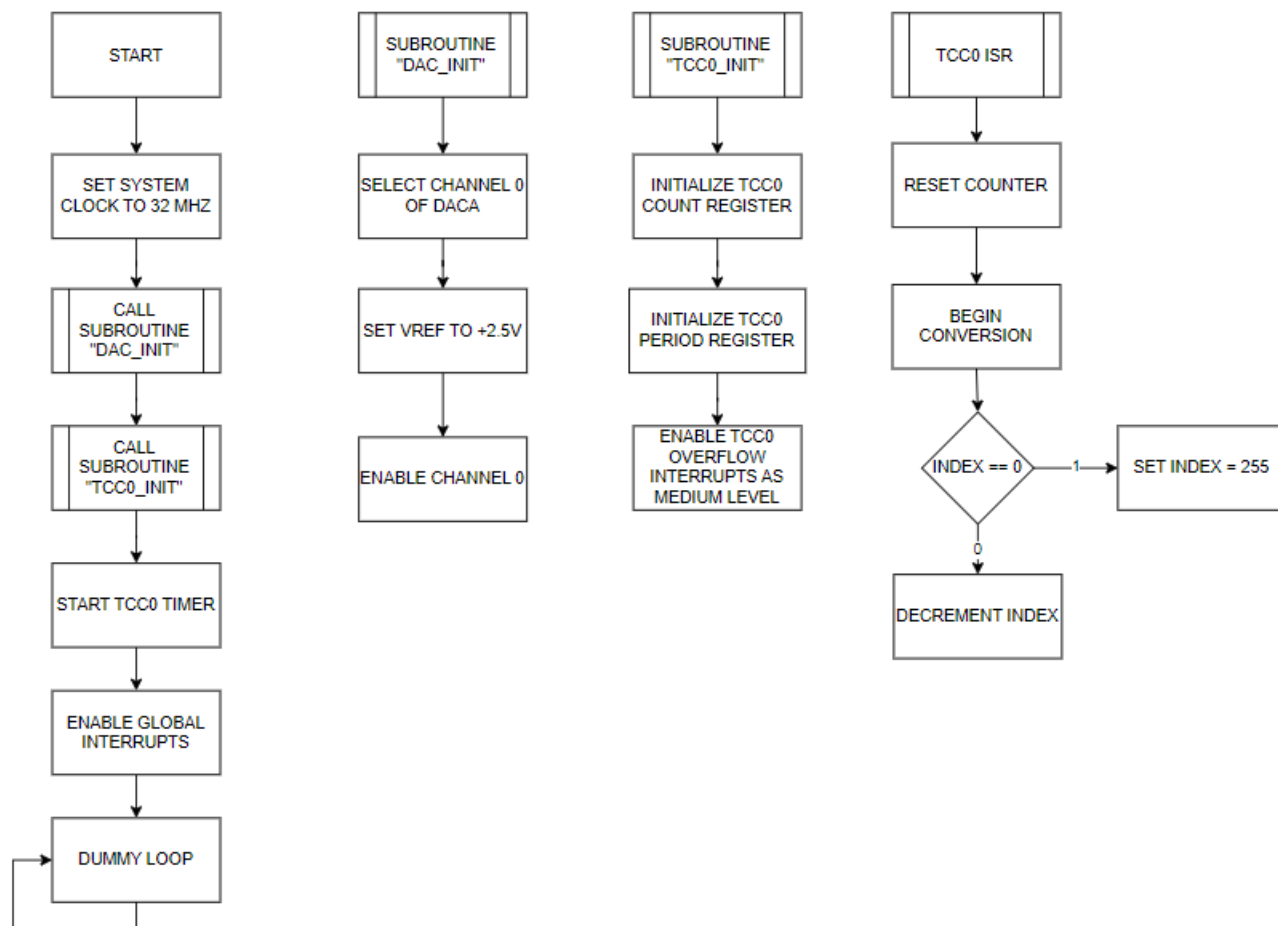 START
SET SYSTEM
CLOCK TO 32 MHZ
CALL
SUBROUTINE
"DAC_INIT"
CALL
SUBROUTINE
"TCC0_INIT"
START TCC0 TIMER
ENABLE GLOBAL
INTERRUPTS
DUMMY LOOP
SUBROUTINE
"DAC_INIT"
SELECT CHANNEL 0
OF DACA
SET VREF TO +2.5V
ENABLE CHANNEL 0
SUBROUTINE
"TCC0_INIT"
INITIALIZE TCC0
COUNT REGISTER
INITIALIZE TCC0
PERIOD REGISTER
ENABLE TCC0
OVERFLOW
INTERRUPTS AS
MEDIUM LEVEL
TCC0 ISR
RESET COUNTER
BEGIN
CONVERSION
INDEX == 0
1
SET INDEX = 255
0
DECREMENT INDEX